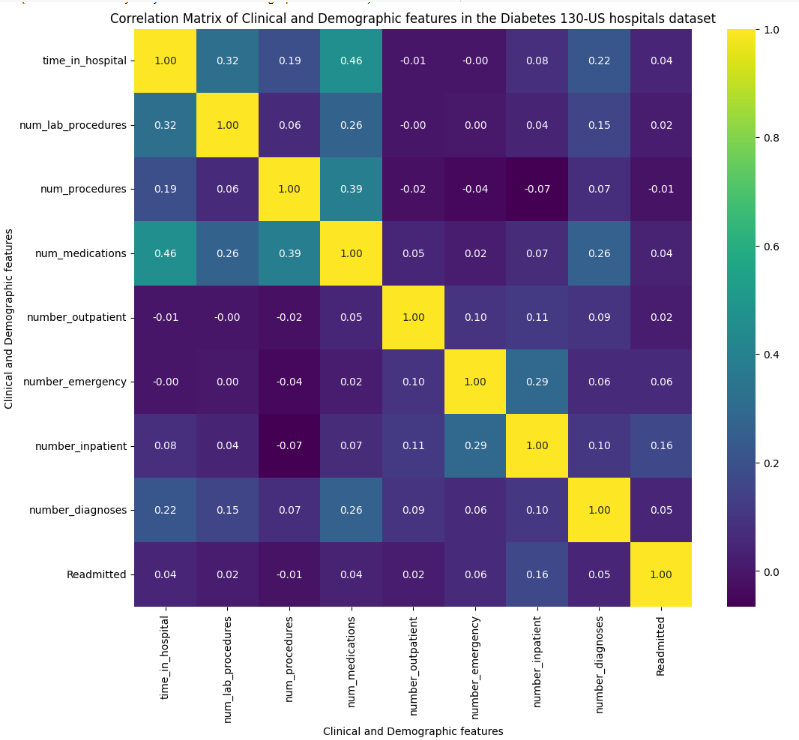 Correlation Matrix of Clinical and Demographic features in the Diabetes 130-US hospitals dataset
time_in_hospital 1.00 0.32 0.19 0.46 -0.01 -0.00 0.08 0.22 0.04
num_lab_procedures 0.32 1.00 0.06 0.26 -0.00 0.00 0.04 0.15 0.02
num_procedures 0.19 0.06 1.00 0.39 -0.02 -0.04 -0.07 0.07 -0.01
num_medications 0.46 0.26 0.39 1.00 0.05 0.02 0.07 0.26 0.04
number_outpatient -0.01 -0.00 -0.02 0.05 1.00 0.10 0.11 0.09 0.02
number_emergency -0.00 0.00 -0.04 0.02 0.10 1.00 0.29 0.06 0.06
number_inpatient 0.08 0.04 -0.07 0.07 0.11 0.29 1.00 0.10 0.16
number_diagnoses 0.22 0.15 0.07 0.26 0.09 0.06 0.10 1.00 0.05
Readmitted 0.04 0.02 -0.01 0.04 0.02 0.06 0.16 0.05 1.00
Clinical and Demographic features
time_in_hospital
num_lab_procedures
num_procedures
num_medications
number_outpatient
number_emergency
number_inpatient
number_diagnoses
Readmitted
Clinical and Demographic features
1.0
0.8
0.6
0.4
0.2
0.0